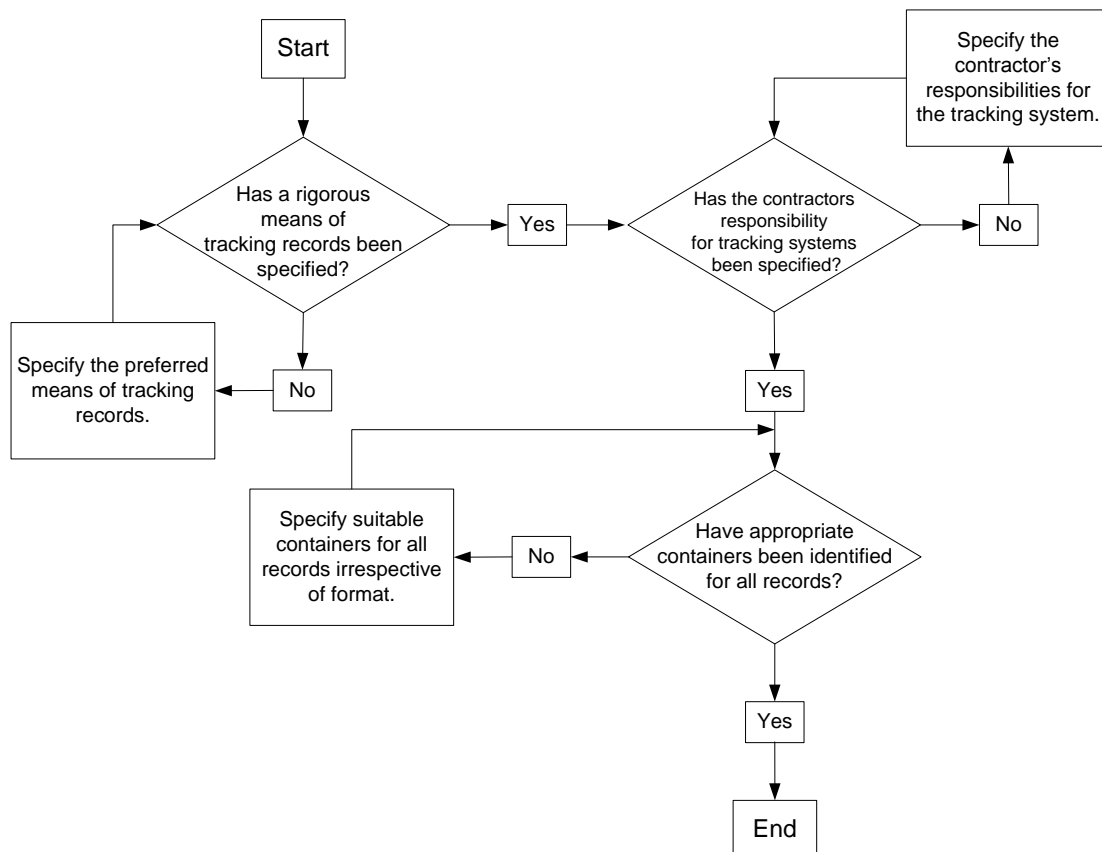 Start
Specify the
contractor's
responsibilities for
the tracking system.
Has a rigorous
means of
tracking records been
specified?
Yes
Has the contractors
responsibility
for tracking systems
been specified?
No
Specify the preferred
means of tracking
records.
No
Yes
Specify suitable
containers for all
records irrespective
of format.
No
Have appropriate
containers been identified
for all records?
Yes
End